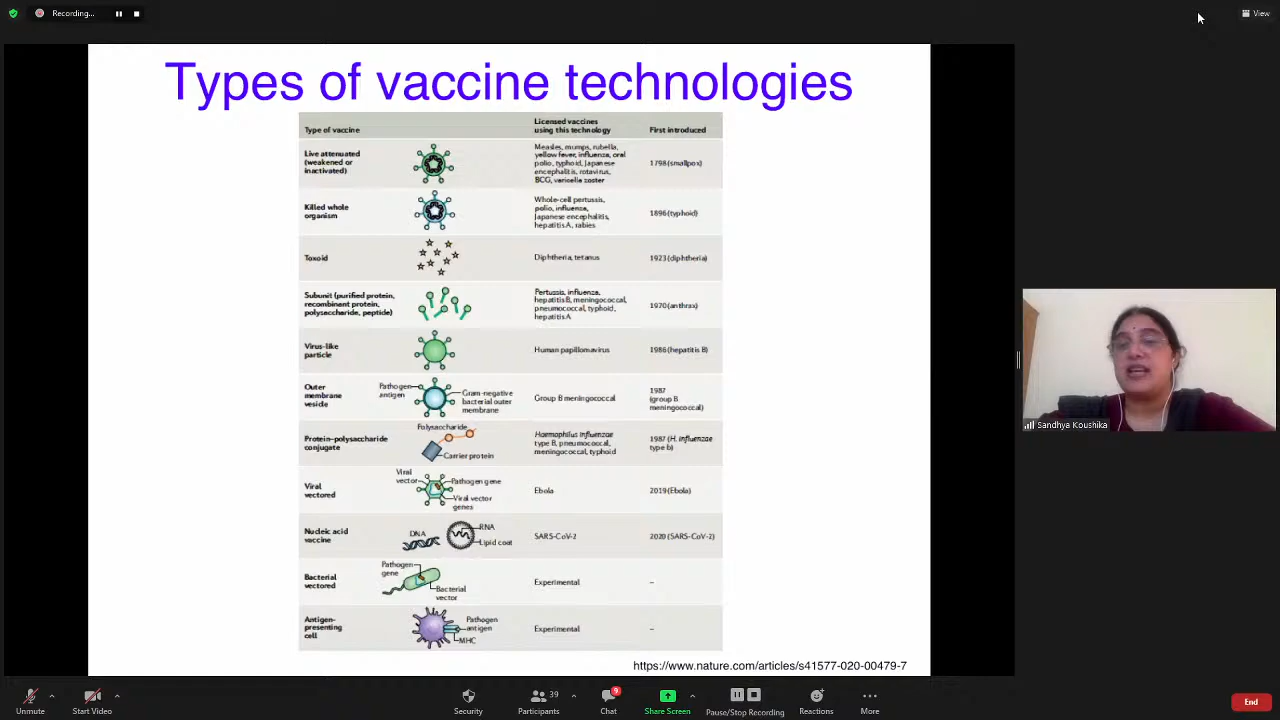 Recording...
View
Types of vaccine technologies
Type of vaccine
Licensed vaccines
using this technology
First introduced
Live attenuated
(weakened or
inactivated)
Measles, mumps, rubella,
yellow fever, influenza, oral
polio, typhoid, Japanese
encephalitis, rotavirus,
BCG, varicella zoster
1798 (smallpox)
Killed whole
organism
Whole-cell pertussis,
polio, influenza,
Japanese encephalitis,
hepatitis A, rabies
1896 (typhoid)
Toxoid
Diphtheria, tetanus
1923 (diphtheria)
Subunit (purified protein,
recombinant protein,
polysaccharide, peptide)
Pertussis, influenza,
hepatitis B, meningococcal,
pneumococcal, typhoid,
hepatitis A
1970 (anthrax)
Virus-like
particle
Human papillomavirus
1986 (hepatitis B)
Outer
membrane
vesicle
Pathogen
antigen
Gram-negative
bacterial outer
membrane
Group B meningococcal
1987
(group B
meningococcal)
Protein–polysaccharide
conjugate
Polysaccharide
Carrier protein
Haemophilus influenzae
type B, pneumococcal,
meningococcal, typhoid
1987 (H. influenzae
type b)
Viral
vectored
Viral
vector
Pathogen gene
Viral vector
genes
Ebola
2019 (Ebola)
Nucleic acid
vaccine
DNA
RNA
Lipid coat
SARS-CoV-2
2020 (SARS-CoV-2)
Bacterial
vectored
Pathogen
gene
Bacterial
vector
Experimental
–
Antigen-
presenting
cell
Pathogen
antigen
MHC
Experimental
–
https://www.nature.com/articles/s41577-020-00479-7
Sandhya Koushika
Unmute
Start Video
Security
39
Participants
9
Chat
Share Screen
Pause/Stop Recording
Reactions
More
End